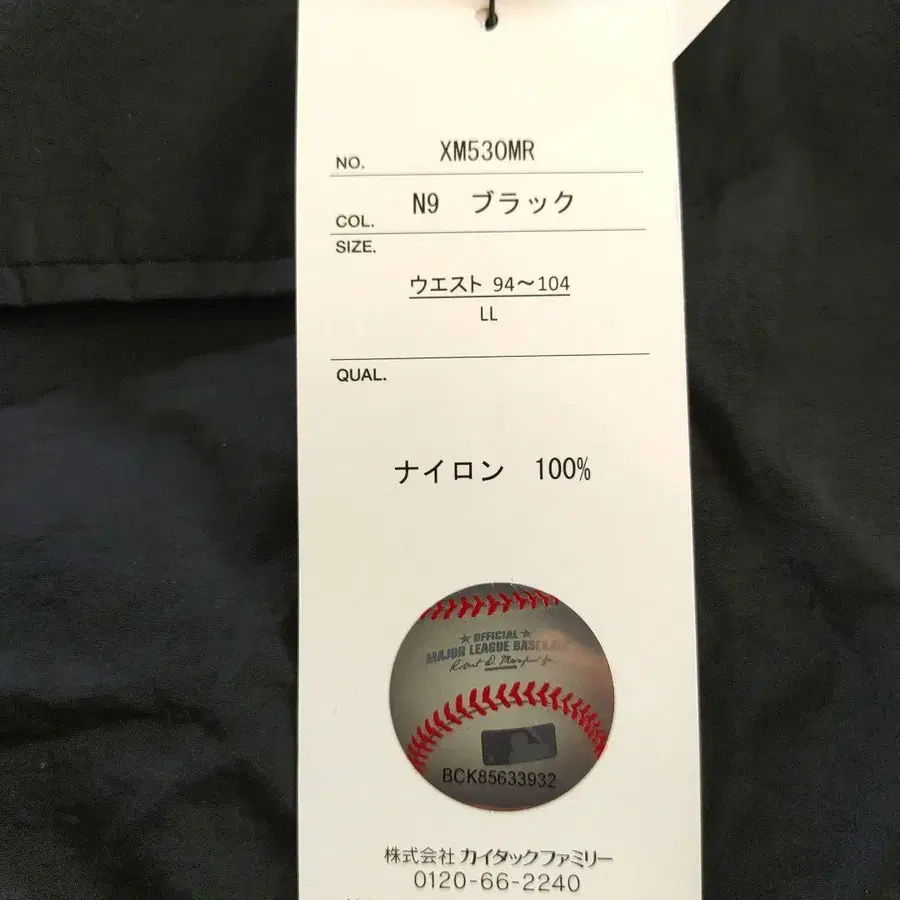 NO. XM530MR
COL. N9 ブラック
SIZE.
ウエスト 94〜104
LL
QUAL.
ナイロン 100%
OFFICIAL
MAJOR LEAGUE BASEBALL
BCK85633932
株式会社 カイタックファミリー
0120-66-2240